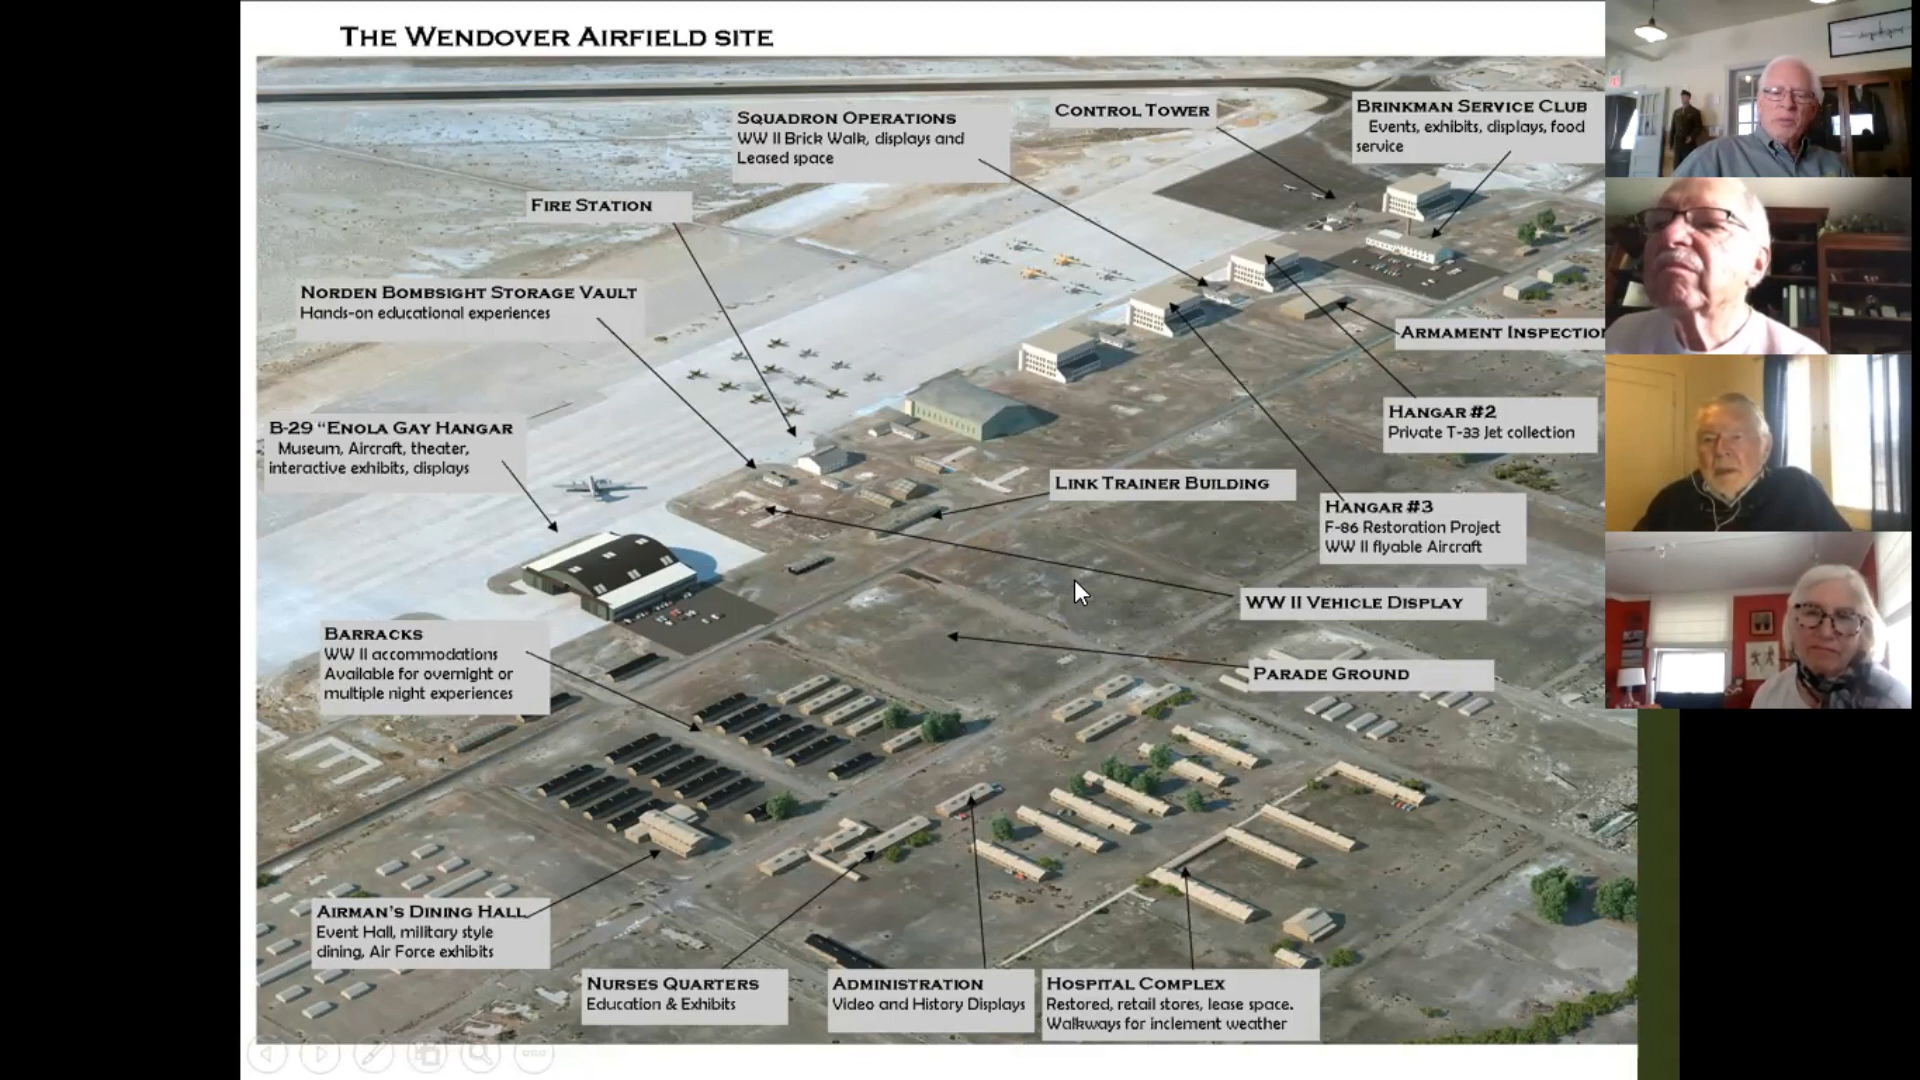 THE WENDOVER AIRFIELD SITE
SQUADRON OPERATIONS
WW II Brick Walk, displays and
Leased space
CONTROL TOWER
BRINKMAN SERVICE CLUB
Events, exhibits, displays, food
service
FIRE STATION
NORDEN BOMBSIGHT STORAGE VAULT
Hands-on educational experiences
ARMAMENT INSPECTION
HANGAR #2
Private T-33 Jet collection
B-29 “ENOLA GAY HANGAR
Museum, Aircraft, theater,
interactive exhibits, displays
LINK TRAINER BUILDING
HANGAR #3
F-86 Restoration Project
WW II flyable Aircraft
WW II VEHICLE DISPLAY
BARRACKS
WW II accommodations
Available for overnight or
multiple night experiences
PARADE GROUND
AIRMAN'S DINING HALL
Event Hall, military style
dining, Air Force exhibits
NURSES QUARTERS
Education & Exhibits
ADMINISTRATION
Video and History Displays
HOSPITAL COMPLEX
Restored, retail stores, lease space.
Walkways for inclement weather